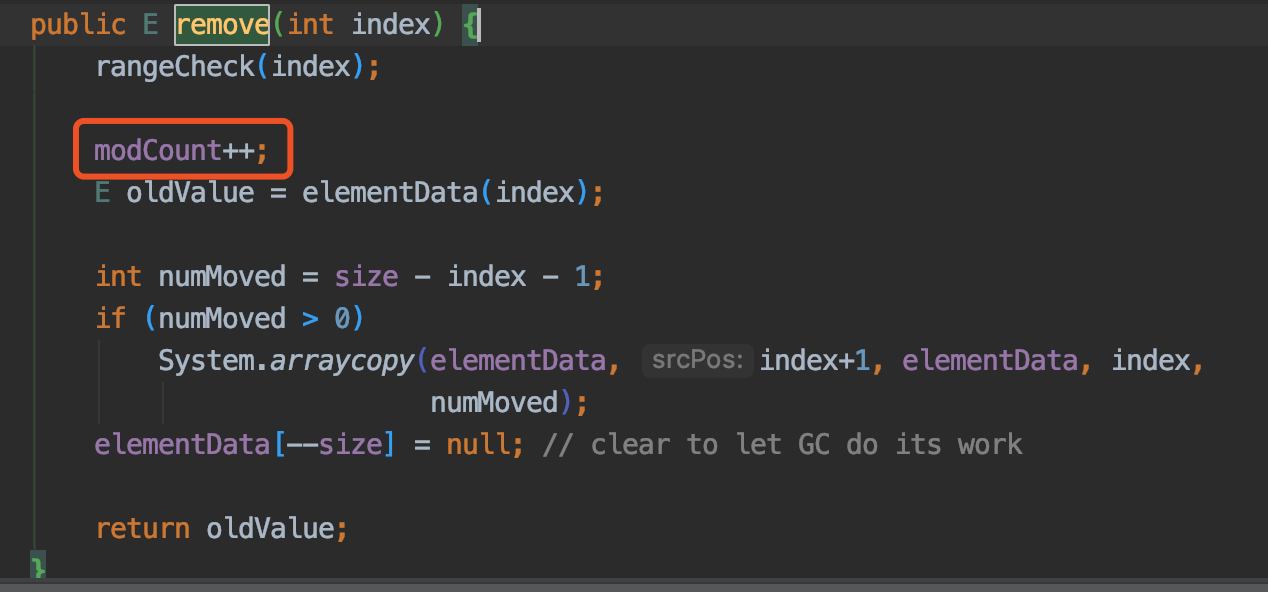 public E remove(int index) {
rangeCheck(index);
modCount++;
E oldValue = elementData(index);
int numMoved = size - index - 1;
if (numMoved > 0)
System.arraycopy(elementData, srcPos: index+1, elementData, index,
numMoved);
elementData[--size] = null; // clear to let GC do its work
return oldValue;
}